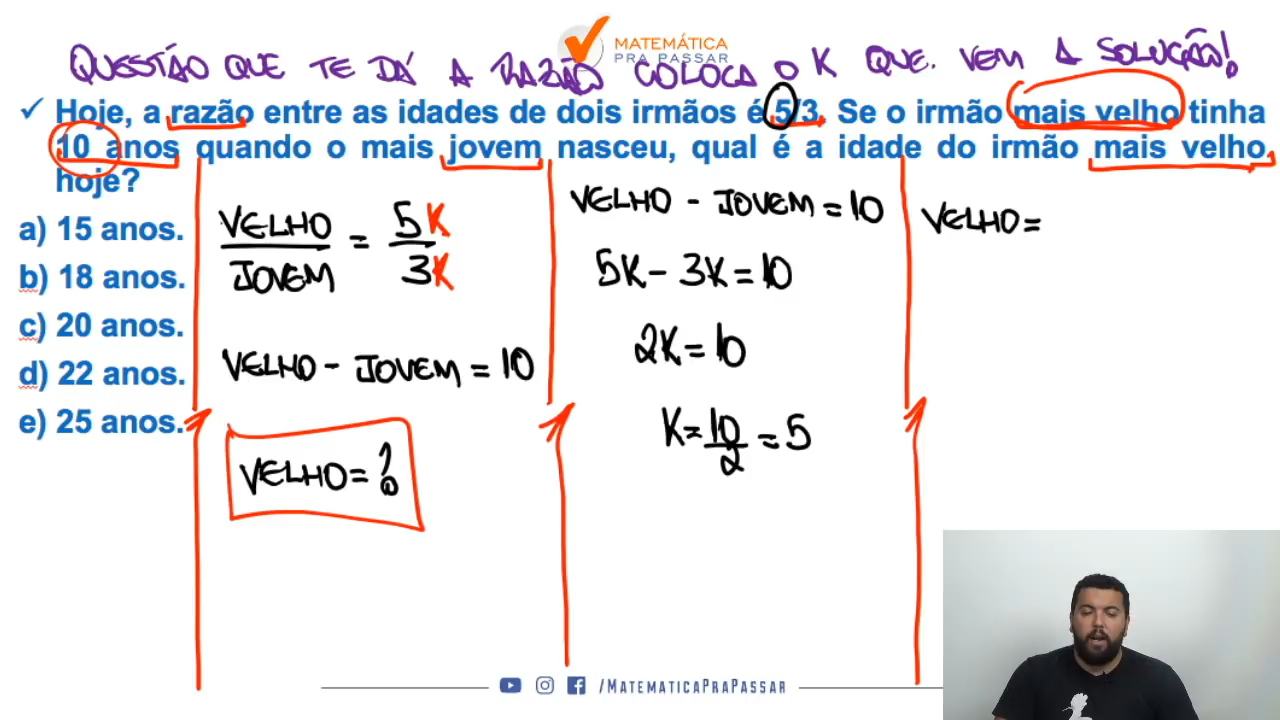 MATEMÁTICA
PRA PASSAR
QUESTÃO QUE TE DÁ A RAZÃO COLOCA O K QUE VEM A SOLUÇÃO!
✓ Hoje, a razão entre as idades de dois irmãos é 5/3. Se o irmão mais velho tinha
10 anos quando o mais jovem nasceu, qual é a idade do irmão mais velho
hoje?
a) 15 anos.
b) 18 anos.
c) 20 anos.
d) 22 anos.
e) 25 anos.
VELHO/JOVEM = 5K/3K
VELHO - JOVEM = 10
VELHO = ?
VELHO - JOVEM = 10
5K - 3K = 10
2K = 10
K = 10/2 = 5
VELHO =
/MATEMATICAPRAPASSAR